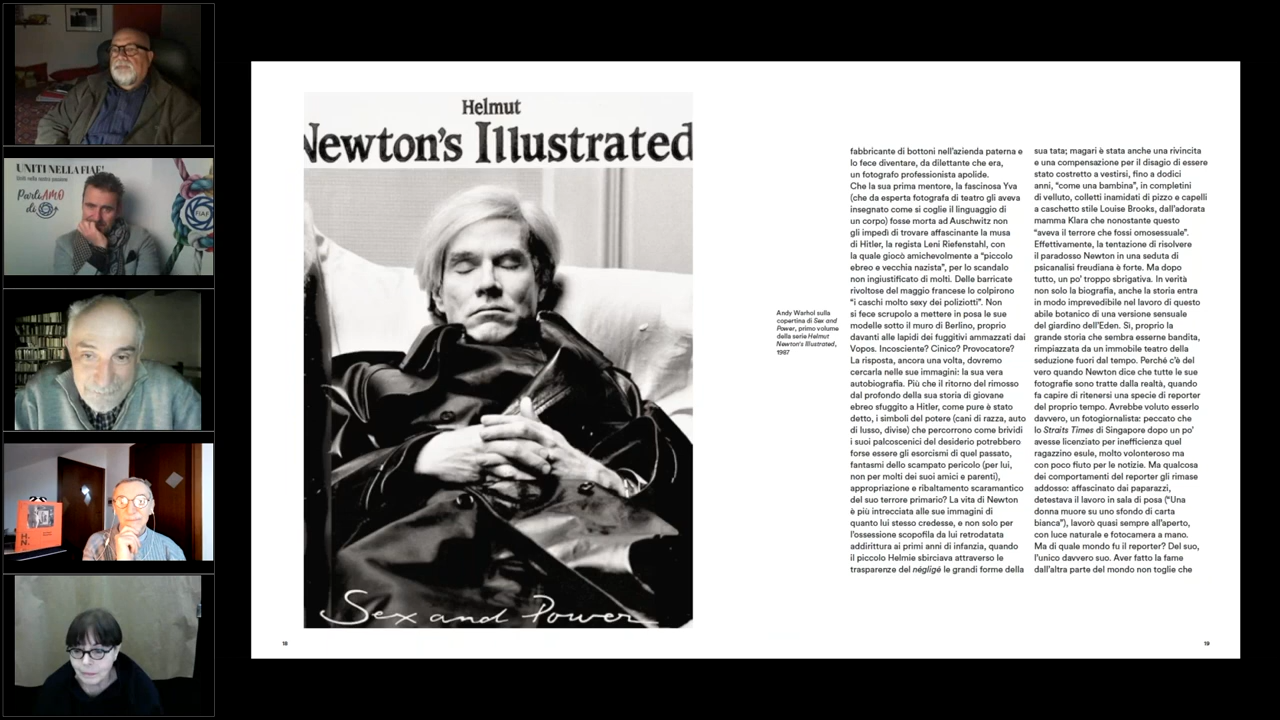 UNITI NELLA FIAF
Uniti nella nostra passione
ParliAMO
di
FIAF
Helmut
Newton's Illustrated
Sex and Power
18
Andy Warhol sulla
copertina di Sex and
Power, primo volume
della serie Helmut
Newton's Illustrated,
1987
fabbricante di bottoni nell'azienda paterna e
lo fece diventare, da dilettante che era,
un fotografo professionista apolide.
Che la sua prima mentore, la fascinosa Yva
(che da esperta fotografa di teatro gli aveva
insegnato come si coglie il linguaggio di
un corpo) fosse morta ad Auschwitz non
gli impedì di trovare affascinante la musa
di Hitler, la regista Leni Riefenstahl, con
la quale giocò amichevolmente a “piccolo
ebreo e vecchia nazista”, per lo scandalo
non ingiustificato di molti. Delle barricate
rivoltose del maggio francese lo colpirono
“i caschi molto sexy dei poliziotti”. Non
si fece scrupolo a mettere in posa le sue
modelle sotto il muro di Berlino, proprio
davanti alle lapidi dei fuggitivi ammazzati dai
Vopos. Incosciente? Cinico? Provocatore?
La risposta, ancora una volta, dovremo
cercarla nelle sue immagini: la sua vera
autobiografia. Più che il ritorno del rimosso
dal profondo della sua storia di giovane
ebreo sfuggito a Hitler, come pure è stato
detto, i simboli del potere (cani di razza, auto
di lusso, divise) che percorrono come brividi
i suoi palcoscenici del desiderio potrebbero
forse essere gli esorcismi di quel passato,
fantasmi dello scampato pericolo (per lui,
non per molti dei suoi amici e parenti),
appropriazione e ribaltamento scaramantico
del suo terrore primario? La vita di Newton
è più intrecciata alle sue immagini di
quanto lui stesso credesse, e non solo per
l'ossessione scopofila da lui retrodatata
addirittura ai primi anni di infanzia, quando
il piccolo Helmie sbirciava attraverso le
trasparenze del négligé le grandi forme della
sua tata; magari è stata anche una rivincita
e una compensazione per il disagio di essere
stato costretto a vestirsi, fino a dodici
anni, “come una bambina”, in completini
di velluto, colletti inamidati di pizzo e capelli
a caschetto stile Louise Brooks, dall'adorata
mamma Klara che nonostante questo
“aveva il terrore che fossi omosessuale”.
Effettivamente, la tentazione di risolvere
il paradosso Newton in una seduta di
psicanalisi freudiana è forte. Ma dopo
tutto, un po' troppo sbrigativa. In verità
non solo la biografia, anche la storia entra
in modo imprevedibile nel lavoro di questo
abile botanico di una versione sensuale
del giardino dell'Eden. Sì, proprio la
grande storia che sembra esserne bandita,
rimpiazzata da un immobile teatro della
seduzione fuori dal tempo. Perché c'è del
vero quando Newton dice che tutte le sue
fotografie sono tratte dalla realtà, quando
fa capire di ritenersi una specie di reporter
del proprio tempo. Avrebbe voluto esserlo
davvero, un fotogiornalista: peccato che
lo Straits Times di Singapore dopo un po'
avesse licenziato per inefficienza quel
ragazzino esule, molto volonteroso ma
con poco fiuto per le notizie. Ma qualcosa
dei comportamenti del reporter gli rimase
addosso: affascinato dai paparazzi,
detestava il lavoro in sala di posa (“Una
donna muore su uno sfondo di carta
bianca”), lavorò quasi sempre all'aperto,
con luce naturale e fotocamera a mano.
Ma di quale mondo fu il reporter? Del suo,
l'unico davvero suo. Aver fatto la fame
dall'altra parte del mondo non toglie che
19